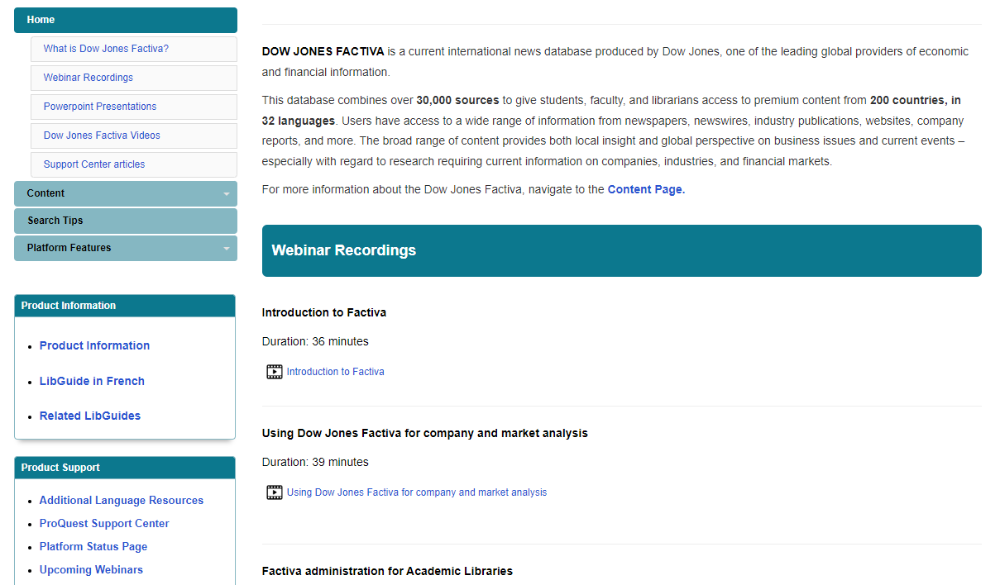 Home
What is Dow Jones Factiva?
Webinar Recordings
Powerpoint Presentations
Dow Jones Factiva Videos
Support Center articles
Content
Search Tips
Platform Features
Product Information
Product Information
LibGuide in French
Related LibGuides
Product Support
Additional Language Resources
ProQuest Support Center
Platform Status Page
Upcoming Webinars
DOW JONES FACTIVA is a current international news database produced by Dow Jones, one of the leading global providers of economic
and financial information.
This database combines over 30,000 sources to give students, faculty, and librarians access to premium content from 200 countries, in
32 languages. Users have access to a wide range of information from newspapers, newswires, industry publications, websites, company
reports, and more. The broad range of content provides both local insight and global perspective on business issues and current events –
especially with regard to research requiring current information on companies, industries, and financial markets.
For more information about the Dow Jones Factiva, navigate to the Content Page.
Webinar Recordings
Introduction to Factiva
Duration: 36 minutes
Introduction to Factiva
Using Dow Jones Factiva for company and market analysis
Duration: 39 minutes
Using Dow Jones Factiva for company and market analysis
Factiva administration for Academic Libraries